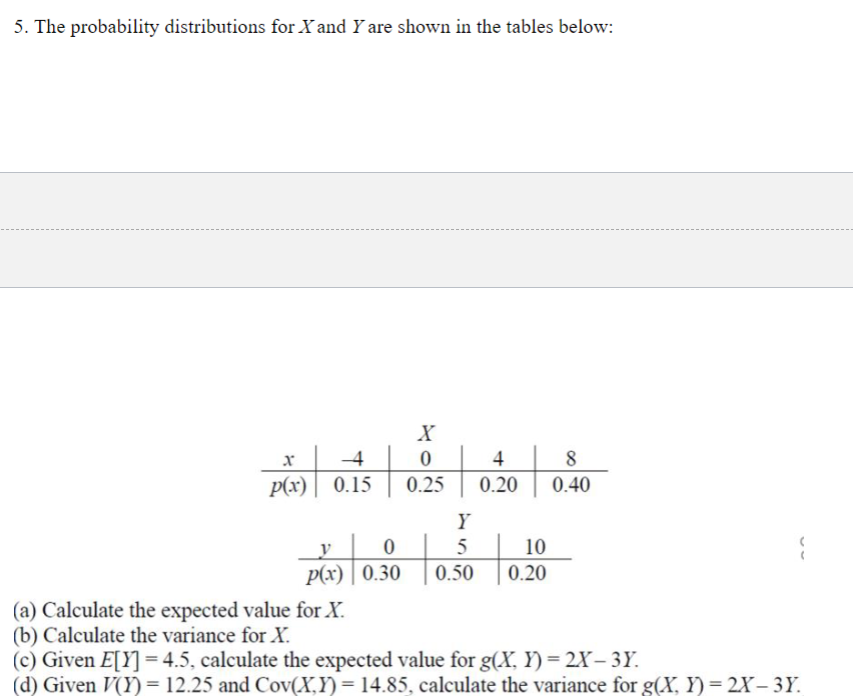 5. The probability distributions for X and Y are shown in the tables below:
X
x -4 0 4 8
p(x) 0.15 0.25 0.20 0.40
Y
y 0 5 10
p(x) 0.30 0.50 0.20
(a) Calculate the expected value for X.
(b) Calculate the variance for X.
(c) Given E[Y] = 4.5, calculate the expected value for g(X, Y) = 2X – 3Y.
(d) Given V(Y) = 12.25 and Cov(X,Y) = 14.85, calculate the variance for g(X, Y) = 2X – 3Y.